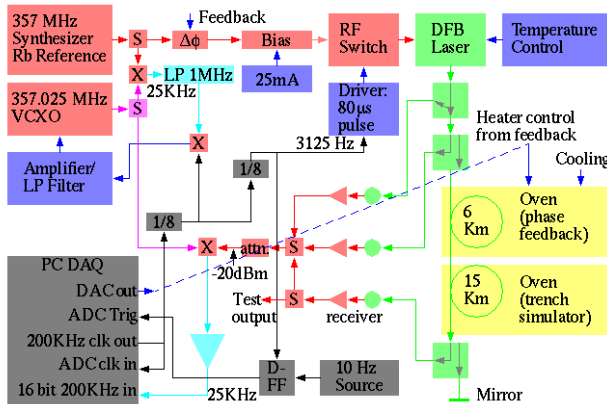 357 MHz
Synthesizer
Rb Reference
S
Δϕ
Feedback
Bias
RF
Switch
DFB
Laser
Temperature
Control
X
LP 1MHz
25KHz
25mA
Driver:
80μs
pulse
357.025 MHz
VCXO
S
X
3125 Hz
Heater control
from feedback
Cooling
Amplifier/
LP Filter
1/8
1/8
6
Km
Oven
(phase
feedback)
PC DAQ
X
attn.
S
-20dBm
15
Km
Oven
(trench
simulator)
DAC out
ADC Trig
200KHz clk out
ADC clk in
16 bit 200KHz in
Test
output
S
receiver
25KHz
D-
FF
10 Hz
Source
Mirror